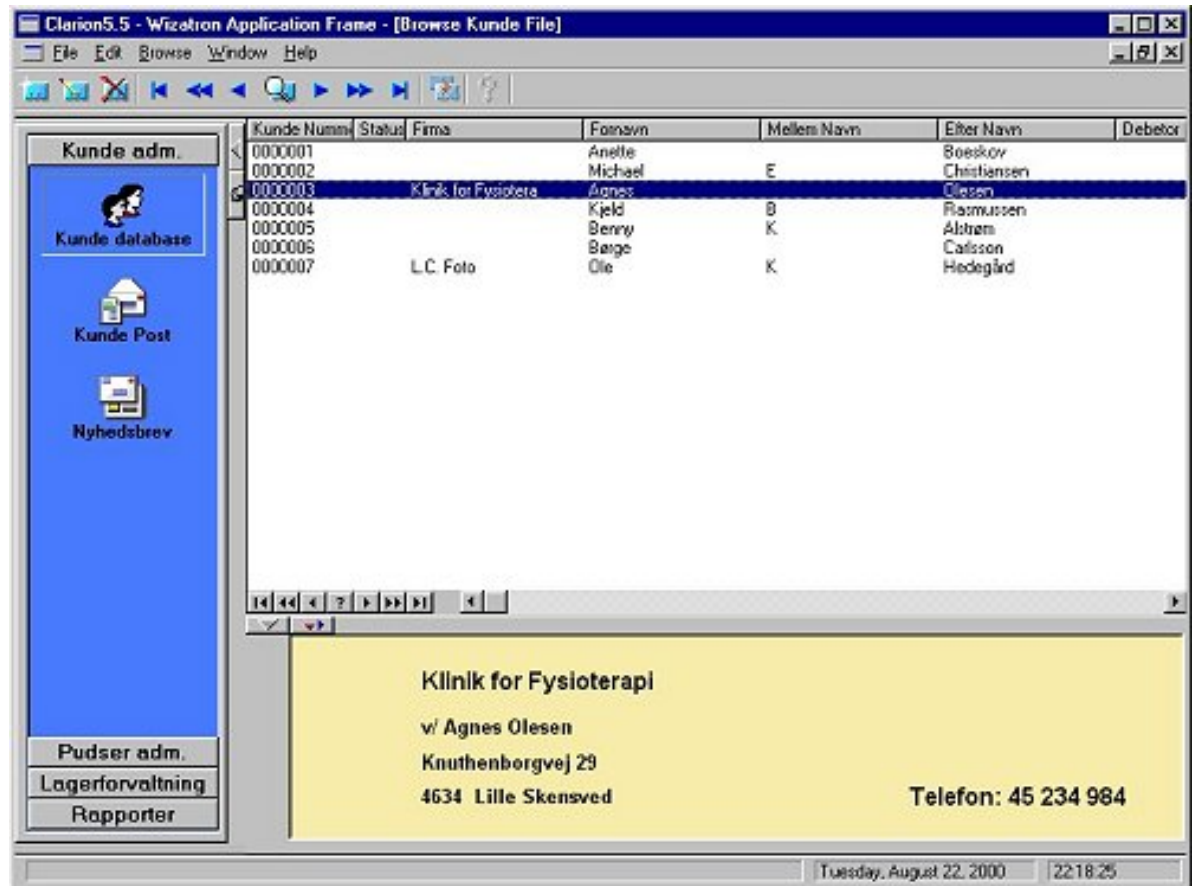 Clarion5.5 - Wizatron Application Frame - [Browse Kunde File]
File Edit Browse Window Help
Kunde adm.
Kunde database
Kunde Post
Nyhedsbrev
Pudser adm.
Lagerforvaltning
Rapporter
Kunde Numm Status Firma Fornavn Mellem Navn Efter Navn Debetor
0000001 Anette Boeskov
0000002 Michael E Christiansen
0000003 Klinik for Fysiotera Agnes Olesen
0000004 Kjeld B Rasmussen
0000005 Benny K Alstrøm
0000006 Børge Carlsson
0000007 L.C. Foto Ole K Hedegård
?
Klinik for Fysioterapi
v/ Agnes Olesen
Knuthenborgvej 29
4634 Lille Skensved
Telefon: 45 234 984
Tuesday, August 22, 2000 22:18:25